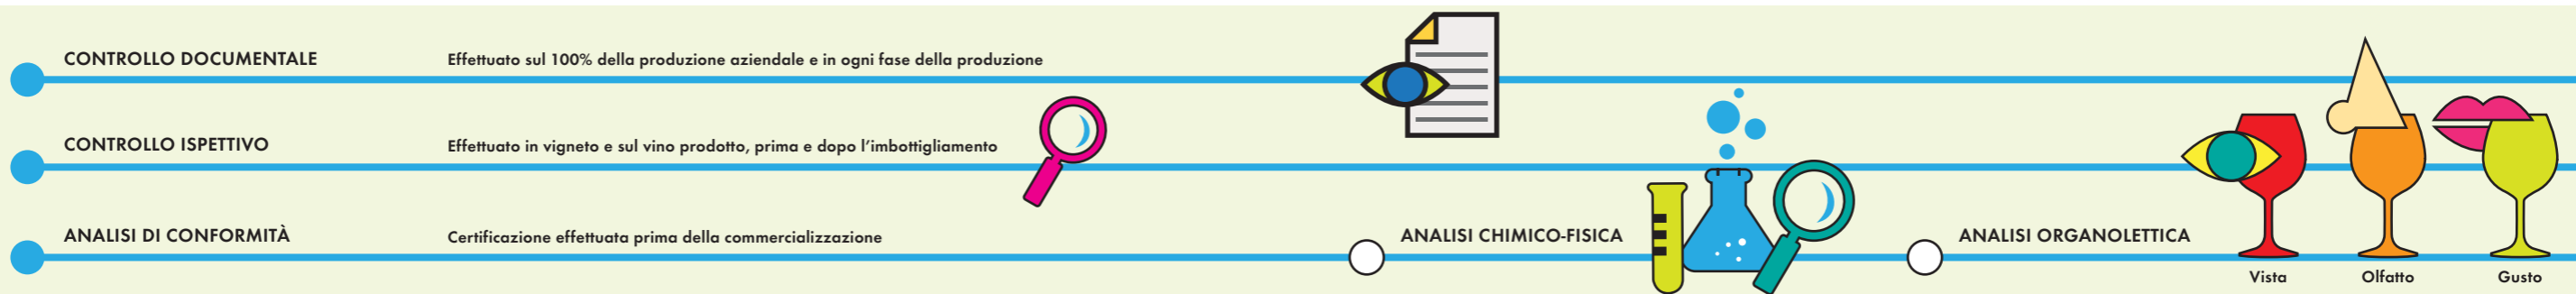 CONTROLLO DOCUMENTALE
Effettuato sul 100% della produzione aziendale e in ogni fase della produzione
CONTROLLO ISPETTIVO
Effettuato in vigneto e sul vino prodotto, prima e dopo l’imbottigliamento
ANALISI DI CONFORMITÀ
Certificazione effettuata prima della commercializzazione
ANALISI CHIMICO-FISICA
ANALISI ORGANOLETTICA
Vista
Olfatto
Gusto